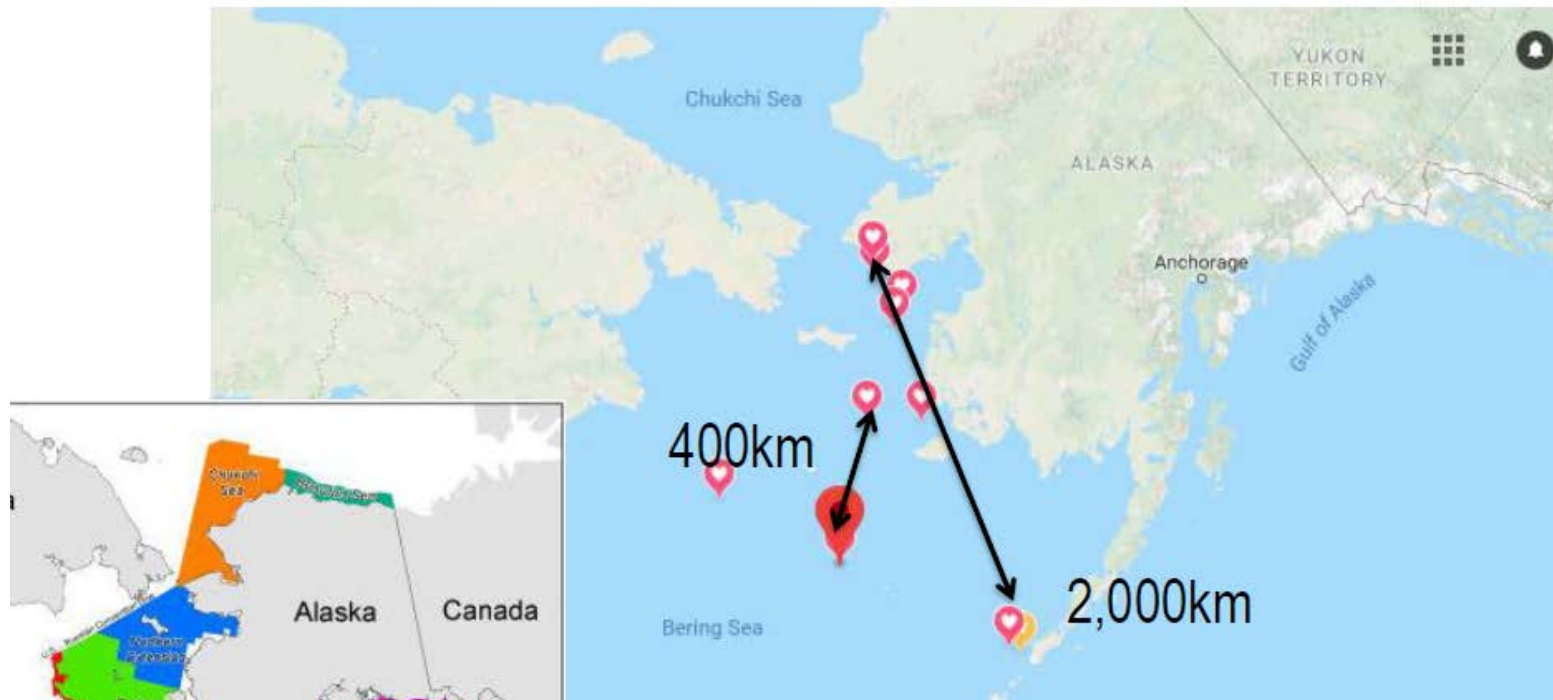 YUKON
TERRITORY
Chukchi Sea
ALASKA
Anchorage
Gulf of Alaska
400km
2,000km
Bering Sea
Chukchi
Sea
Alaska
Canada
Northern